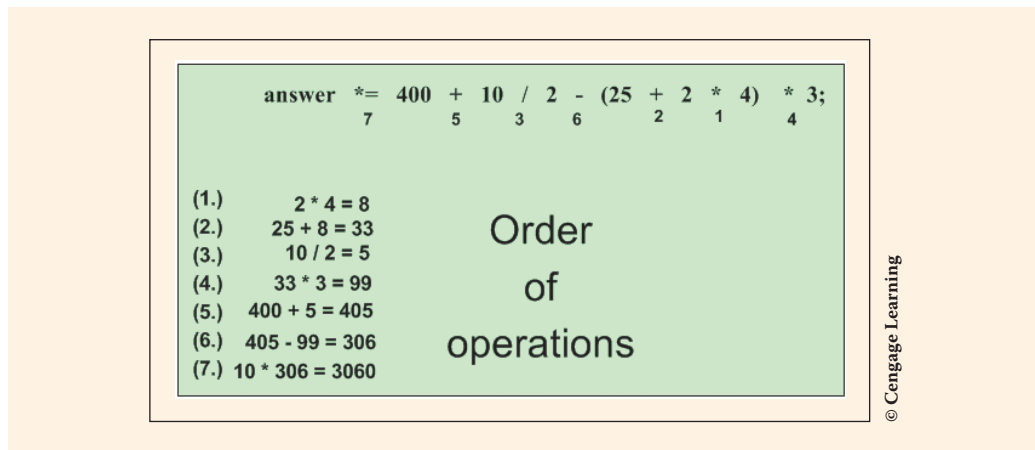 answer *= 400 + 10 / 2 - (25 + 2 * 4) * 3;
7 5 3 6 2 1 4
(1.) 2 * 4 = 8
(2.) 25 + 8 = 33
(3.) 10 / 2 = 5
(4.) 33 * 3 = 99
(5.) 400 + 5 = 405
(6.) 405 - 99 = 306
(7.) 10 * 306 = 3060
Order
of
operations
© Cengage Learning